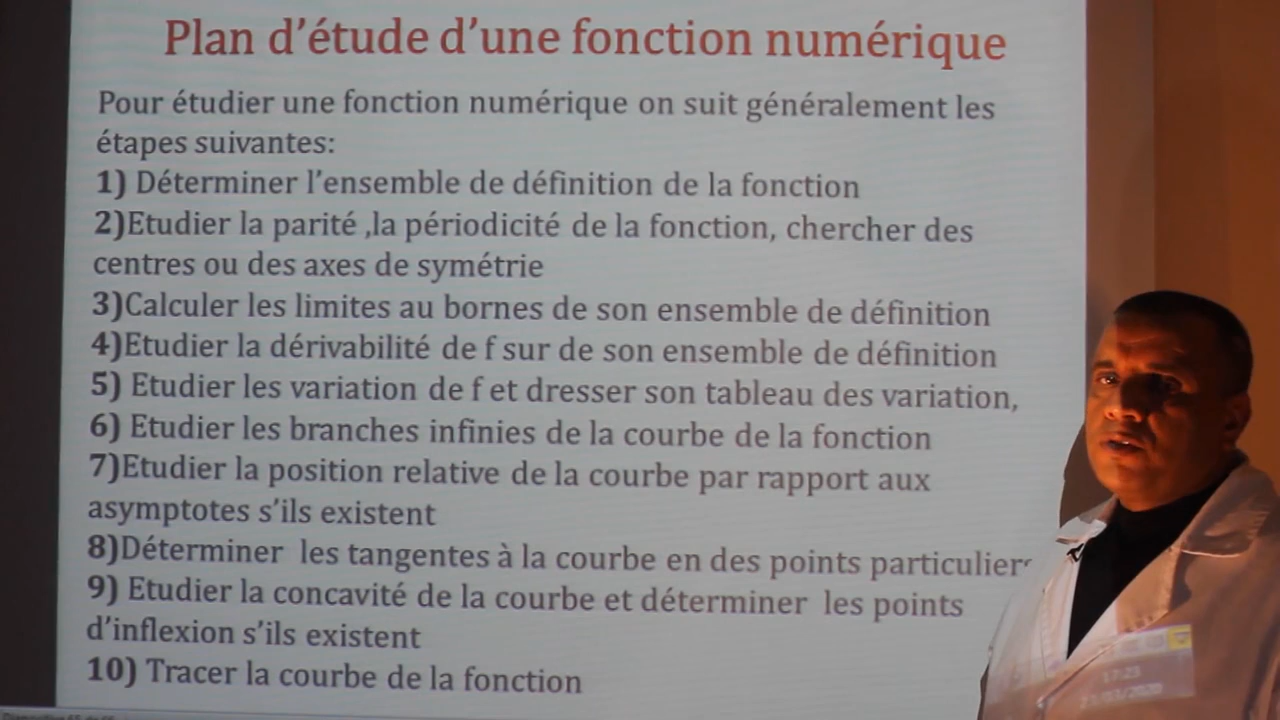 Plan d’étude d’une fonction numérique
Pour étudier une fonction numérique on suit généralement les
étapes suivantes:
1) Déterminer l’ensemble de définition de la fonction
2)Etudier la parité ,la périodicité de la fonction, chercher des
centres ou des axes de symétrie
3)Calculer les limites au bornes de son ensemble de définition
4)Etudier la dérivabilité de f sur de son ensemble de définition
5) Etudier les variation de f et dresser son tableau des variation,
6) Etudier les branches infinies de la courbe de la fonction
7)Etudier la position relative de la courbe par rapport aux
asymptotes s’ils existent
8)Déterminer les tangentes à la courbe en des points particuliers
9) Etudier la concavité de la courbe et déterminer les points
d’inflexion s’ils existent
10) Tracer la courbe de la fonction
17:23